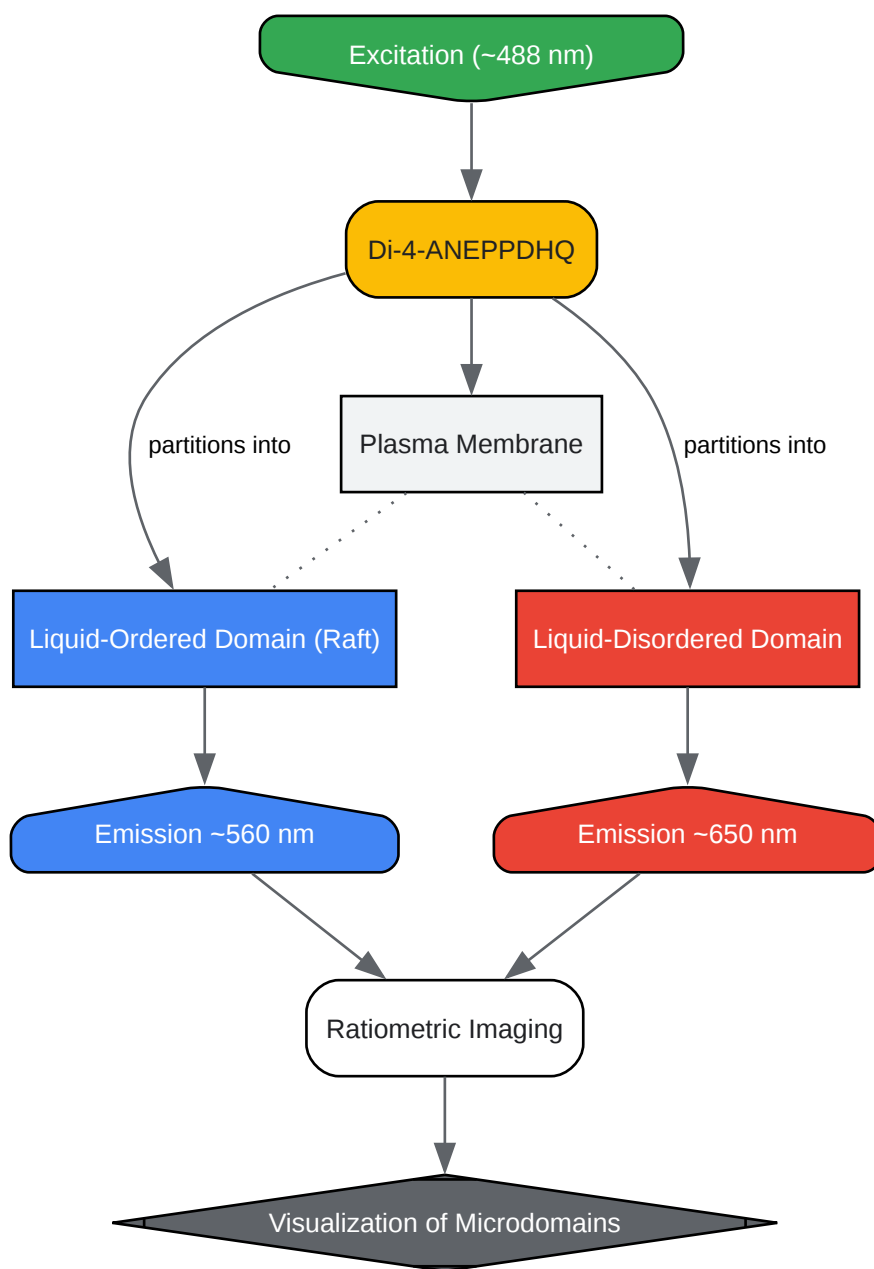 Excitation (~488 nm)
Di-4-ANEPPDHQ
partitions into
Plasma Membrane
partitions into
Liquid-Ordered Domain (Raft)
Liquid-Disordered Domain
Emission ~560 nm
Emission ~650 nm
Ratiometric Imaging
Visualization of Microdomains